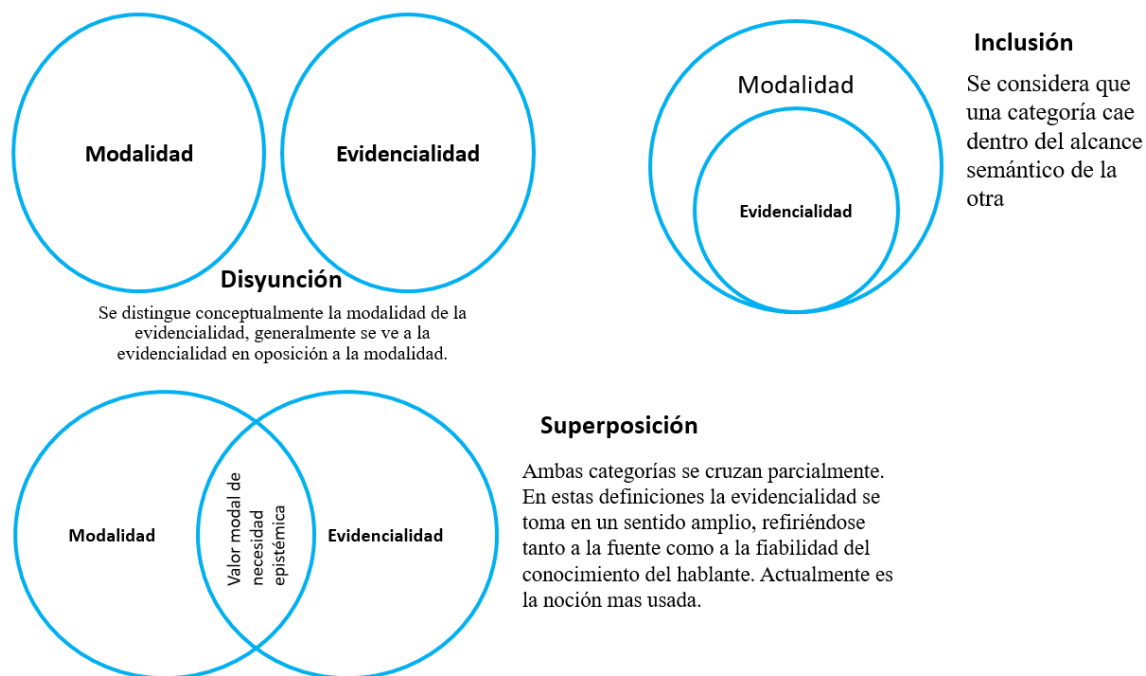 Modalidad
Evidencialidad
Disyunción
Se distingue conceptualmente la modalidad de la
evidencialidad, generalmente se ve a la
evidencialidad en oposición a la modalidad.
Modalidad
Evidencialidad
Inclusión
Se considera que
una categoría cae
dentro del alcance
semántico de la
otra
Modalidad
Valor modal de
necesidad
epistémica
Evidencialidad
Superposición
Ambas categorías se cruzan parcialmente.
En estas definiciones la evidencialidad se
toma en un sentido amplio, refiriéndose
tanto a la fuente como a la fiabilidad del
conocimiento del hablante. Actualmente es
la noción mas usada.